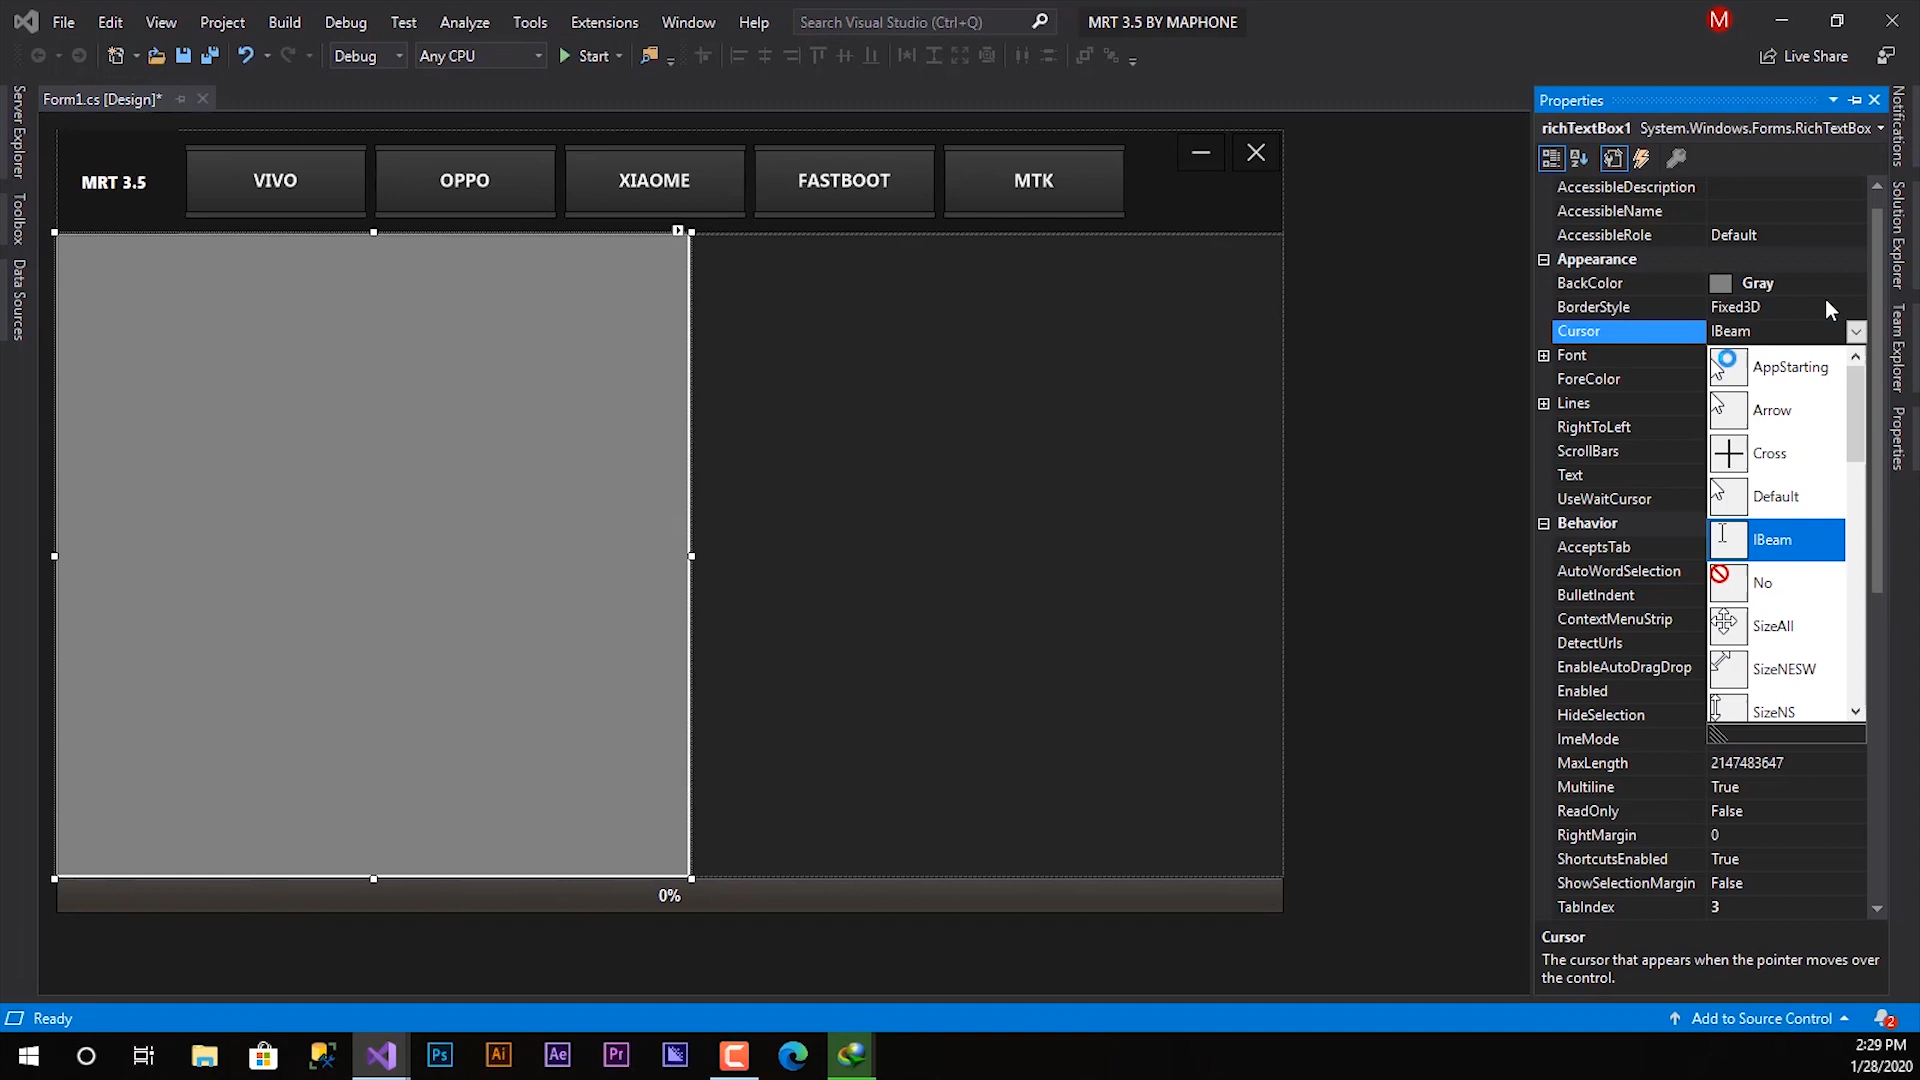 File Edit View Project Build Debug Test Analyze Tools Extensions Window Help Search Visual Studio (Ctrl+Q) MRT 3.5 BY MAPHONE M
Debug Any CPU Start Live Share
Form1.cs [Design]*
Server Explorer
Toolbox
Data Sources
MRT 3.5 VIVO OPPO XIAOME FASTBOOT MTK
0%
Properties
richTextBox1 System.Windows.Forms.RichTextBox
AccessibleDescription
AccessibleName
AccessibleRole Default
Appearance
BackColor Gray
BorderStyle Fixed3D
Cursor IBeam
Font
ForeColor
Lines
RightToLeft
ScrollBars
Text
UseWaitCursor
Behavior
AcceptsTab
AutoWordSelection
BulletIndent
ContextMenuStrip
DetectUrls
EnableAutoDragDrop
Enabled
HideSelection
ImeMode
MaxLength 2147483647
Multiline True
ReadOnly False
RightMargin 0
ShortcutsEnabled True
ShowSelectionMargin False
TabIndex 3
AppStarting
Arrow
Cross
Default
IBeam
No
SizeAll
SizeNESW
SizeNS
Cursor
The cursor that appears when the pointer moves over
the control.
Notifications
Solution Explorer
Team Explorer
Properties
Ready Add to Source Control 2
Ps Ai Ae Pr
2:29 PM
1/28/2020